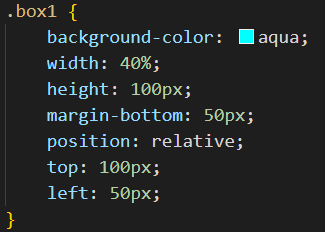 .box1 {
background-color: aqua;
width: 40%;
height: 100px;
margin-bottom: 50px;
position: relative;
top: 100px;
left: 50px;
}